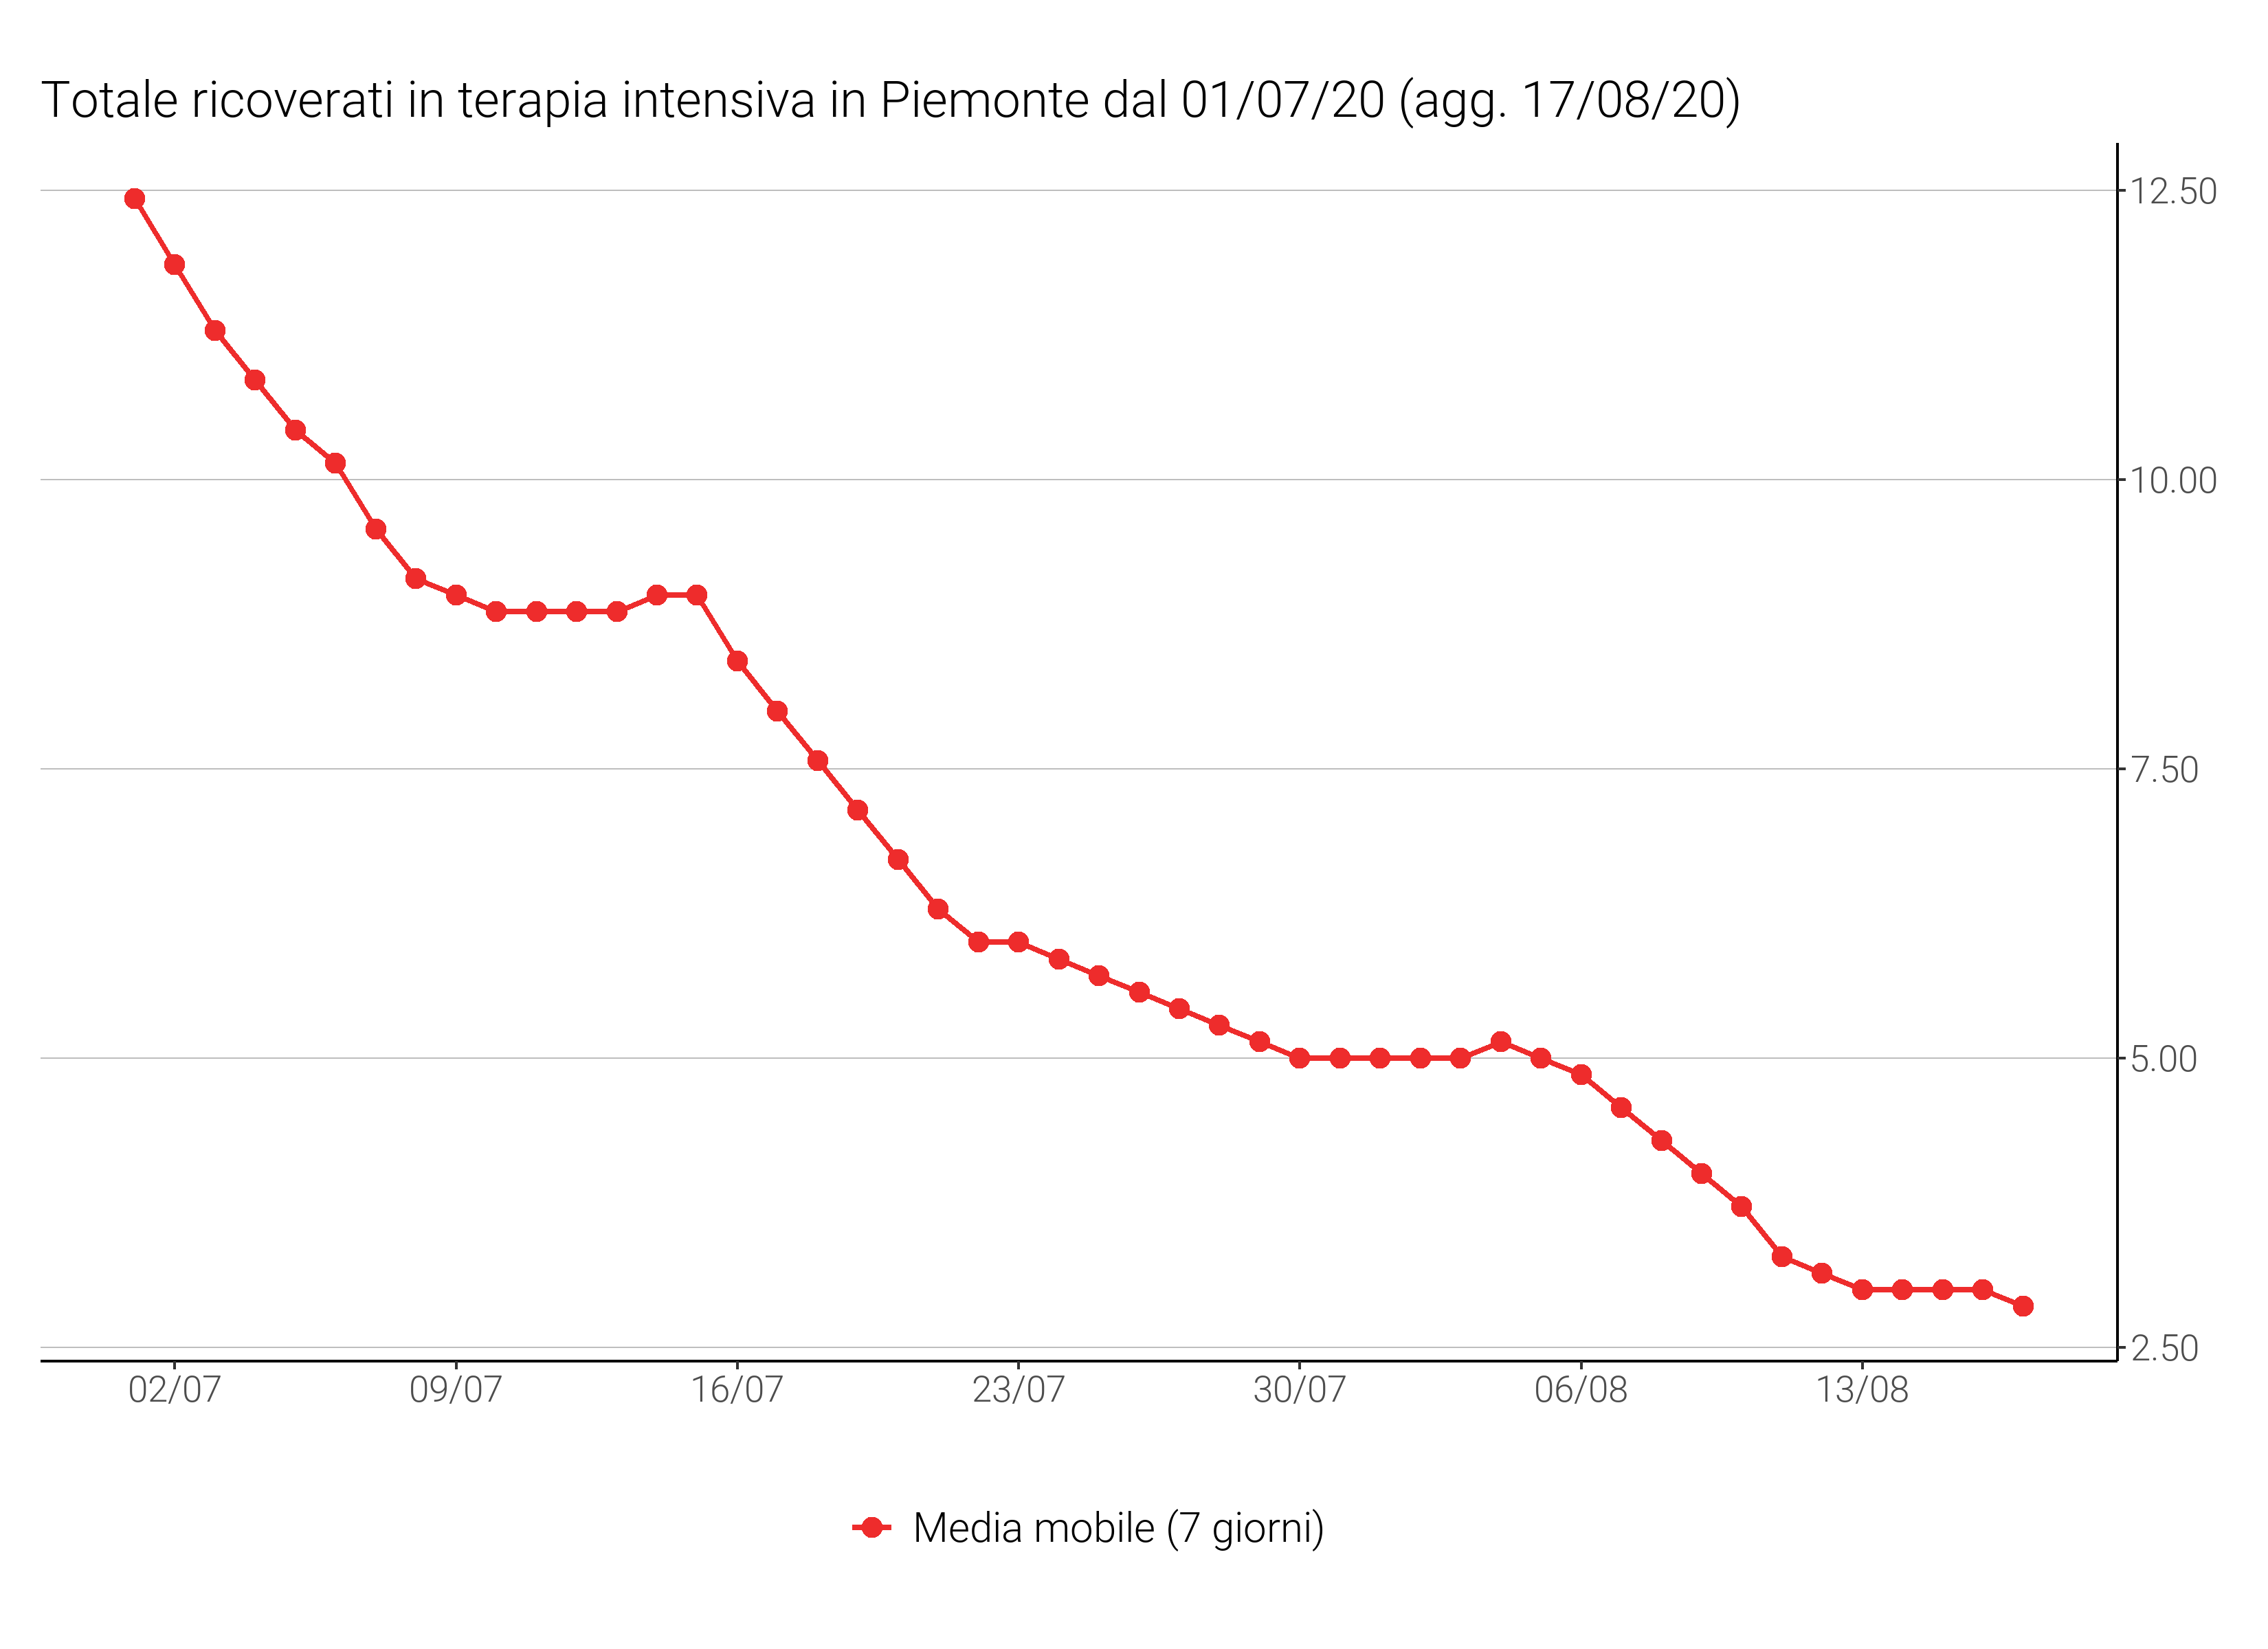 Totale ricoverati in terapia intensiva in Piemonte dal 01/07/20 (agg. 17/08/20)
12.50
10.00
7.50
5.00
2.50
02/07 09/07 16/07 23/07 30/07 06/08 13/08
Media mobile (7 giorni)